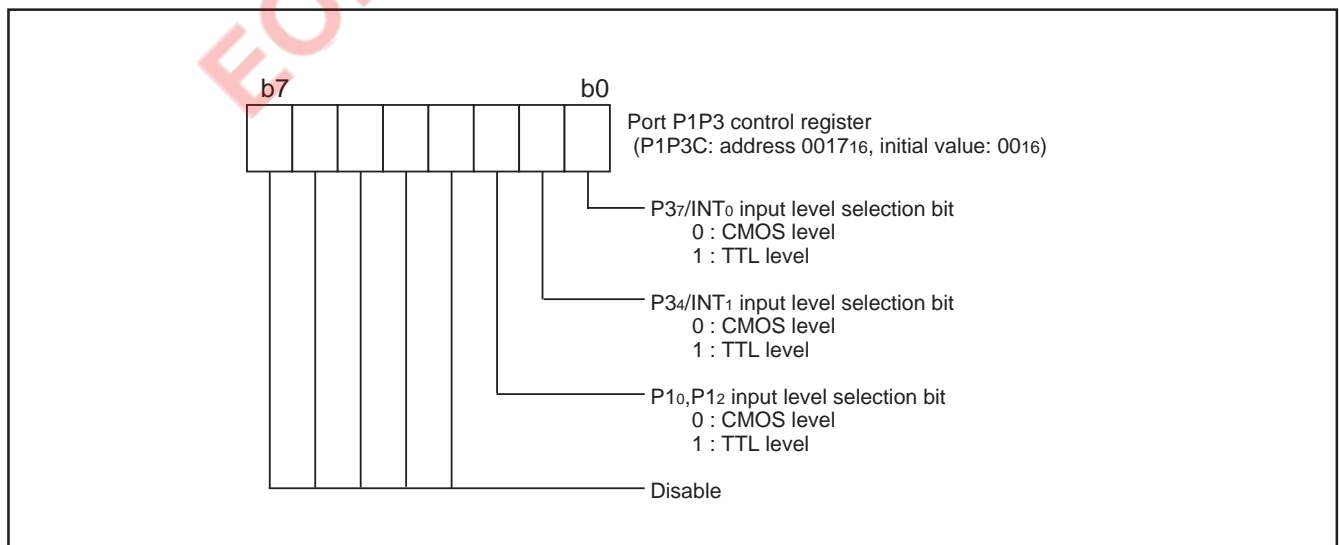 b7 b0
Port P1P3 control register
(P1P3C: address 001716, initial value: 0016)
P37/INT0 input level selection bit
0 : CMOS level
1 : TTL level
P34/INT1 input level selection bit
0 : CMOS level
1 : TTL level
P10,P12 input level selection bit
0 : CMOS level
1 : TTL level
Disable